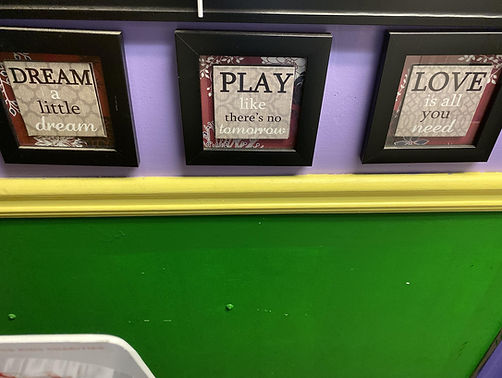 DREAM
a
little
dream
PLAY
like
there's no
tomorrow
LOVE
is all
you
need